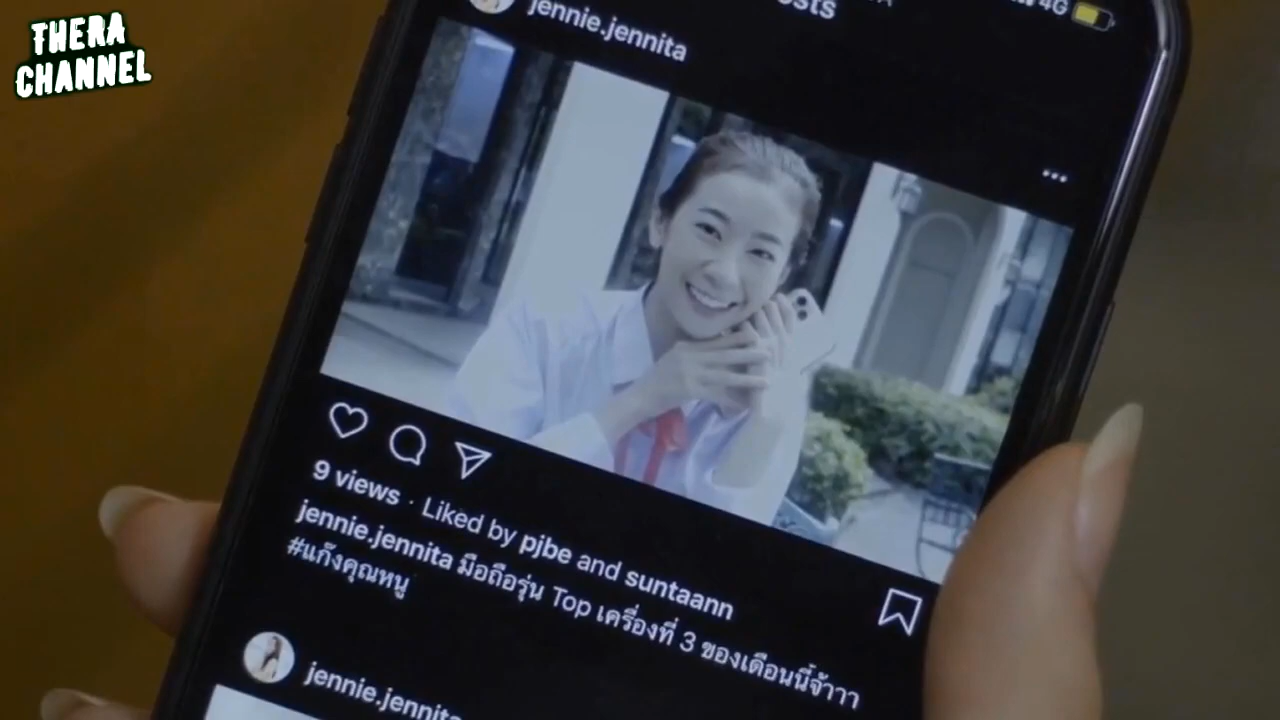 THERA
CHANNEL
4G
jennie.jennita
9 views · Liked by pjbe and suntaann
jennie.jennita มือถือรุ่น Top เครื่องที่ 3 ของเดือนนี้จ้าาา
#แก๊งคุณหนู
jennie.jennita